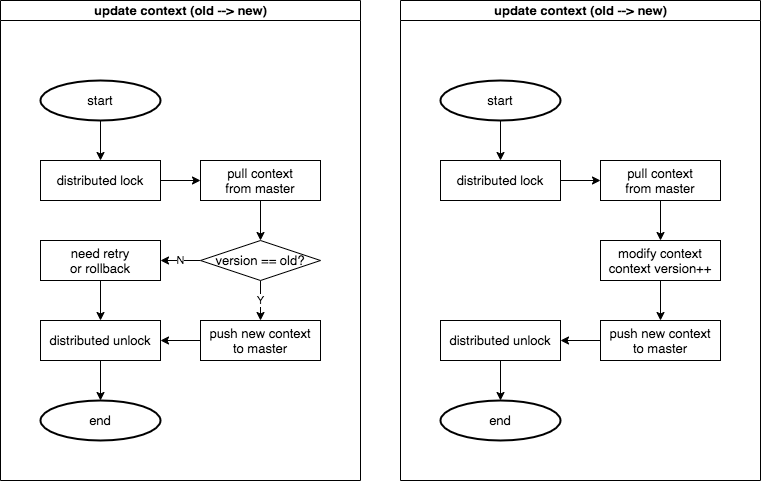 update context (old --> new)
start
distributed lock
pull context
from master
version == old?
N
need retry
or rollback
Y
push new context
to master
distributed unlock
end
update context (old --> new)
start
distributed lock
pull context
from master
modify context
context version++
push new context
to master
distributed unlock
end